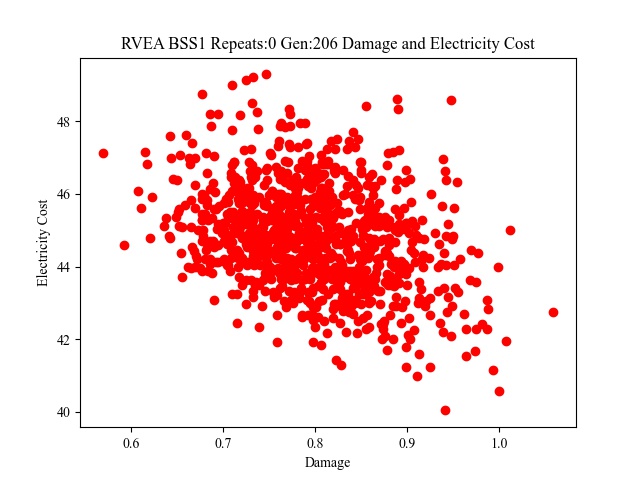 RVEA BSS1 Repeats:0 Gen:206 Damage and Electricity Cost
48
46
44
42
40
Electricity Cost
0.6 0.7 0.8 0.9 1.0
Damage